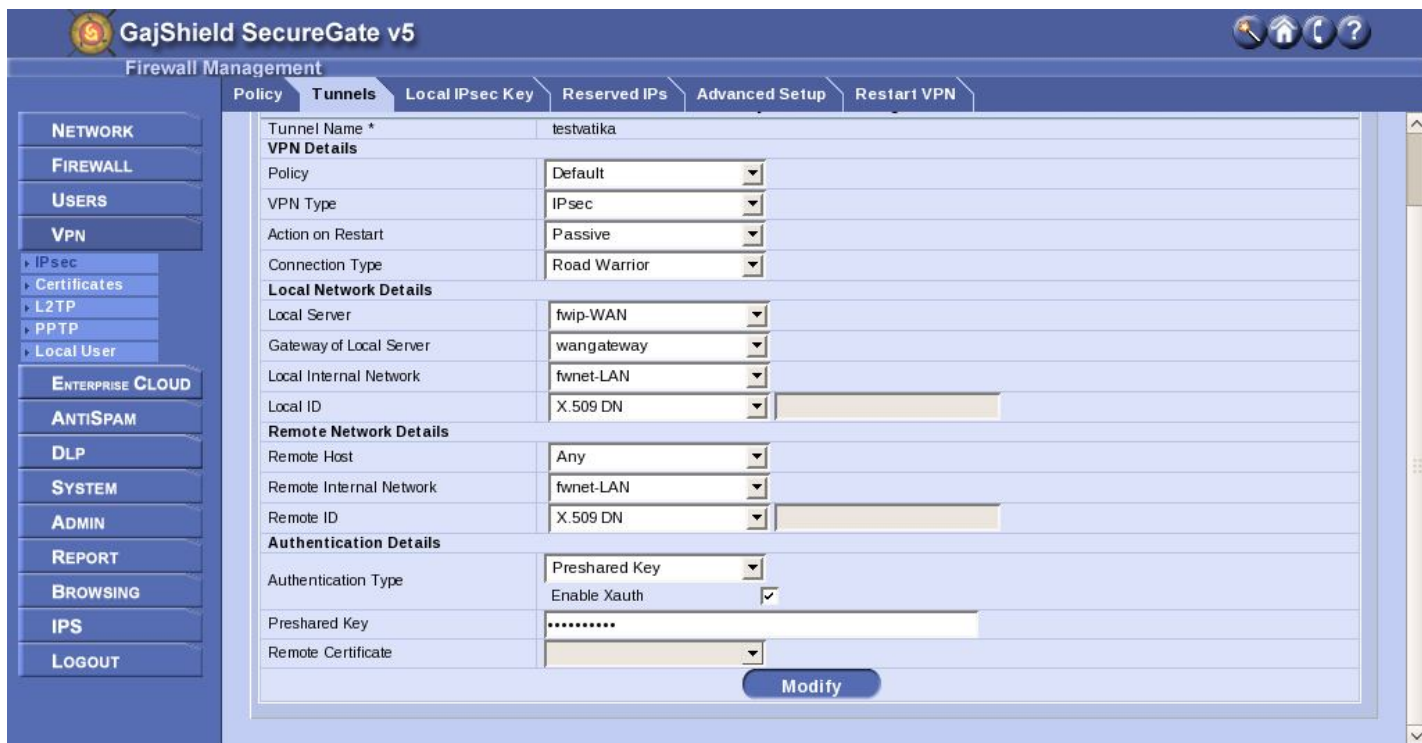 GajShield SecureGate v5
Firewall Management
Policy Tunnels Local IPsec Key Reserved IPs Advanced Setup Restart VPN
NETWORK
FIREWALL
USERS
VPN
IPsec
Certificates
L2TP
PPTP
Local User
ENTERPRISE CLOUD
ANTISPAM
DLP
SYSTEM
ADMIN
REPORT
BROWSING
IPS
LOGOUT
Tunnel Name * testvatika
VPN Details
Policy Default
VPN Type IPsec
Action on Restart Passive
Connection Type Road Warrior
Local Network Details
Local Server fwip-WAN
Gateway of Local Server wangateway
Local Internal Network fwnet-LAN
Local ID X.509 DN
Remote Network Details
Remote Host Any
Remote Internal Network fwnet-LAN
Remote ID X.509 DN
Authentication Details
Authentication Type Preshared Key
Enable Xauth
Preshared Key ••••••••••
Remote Certificate
Modify